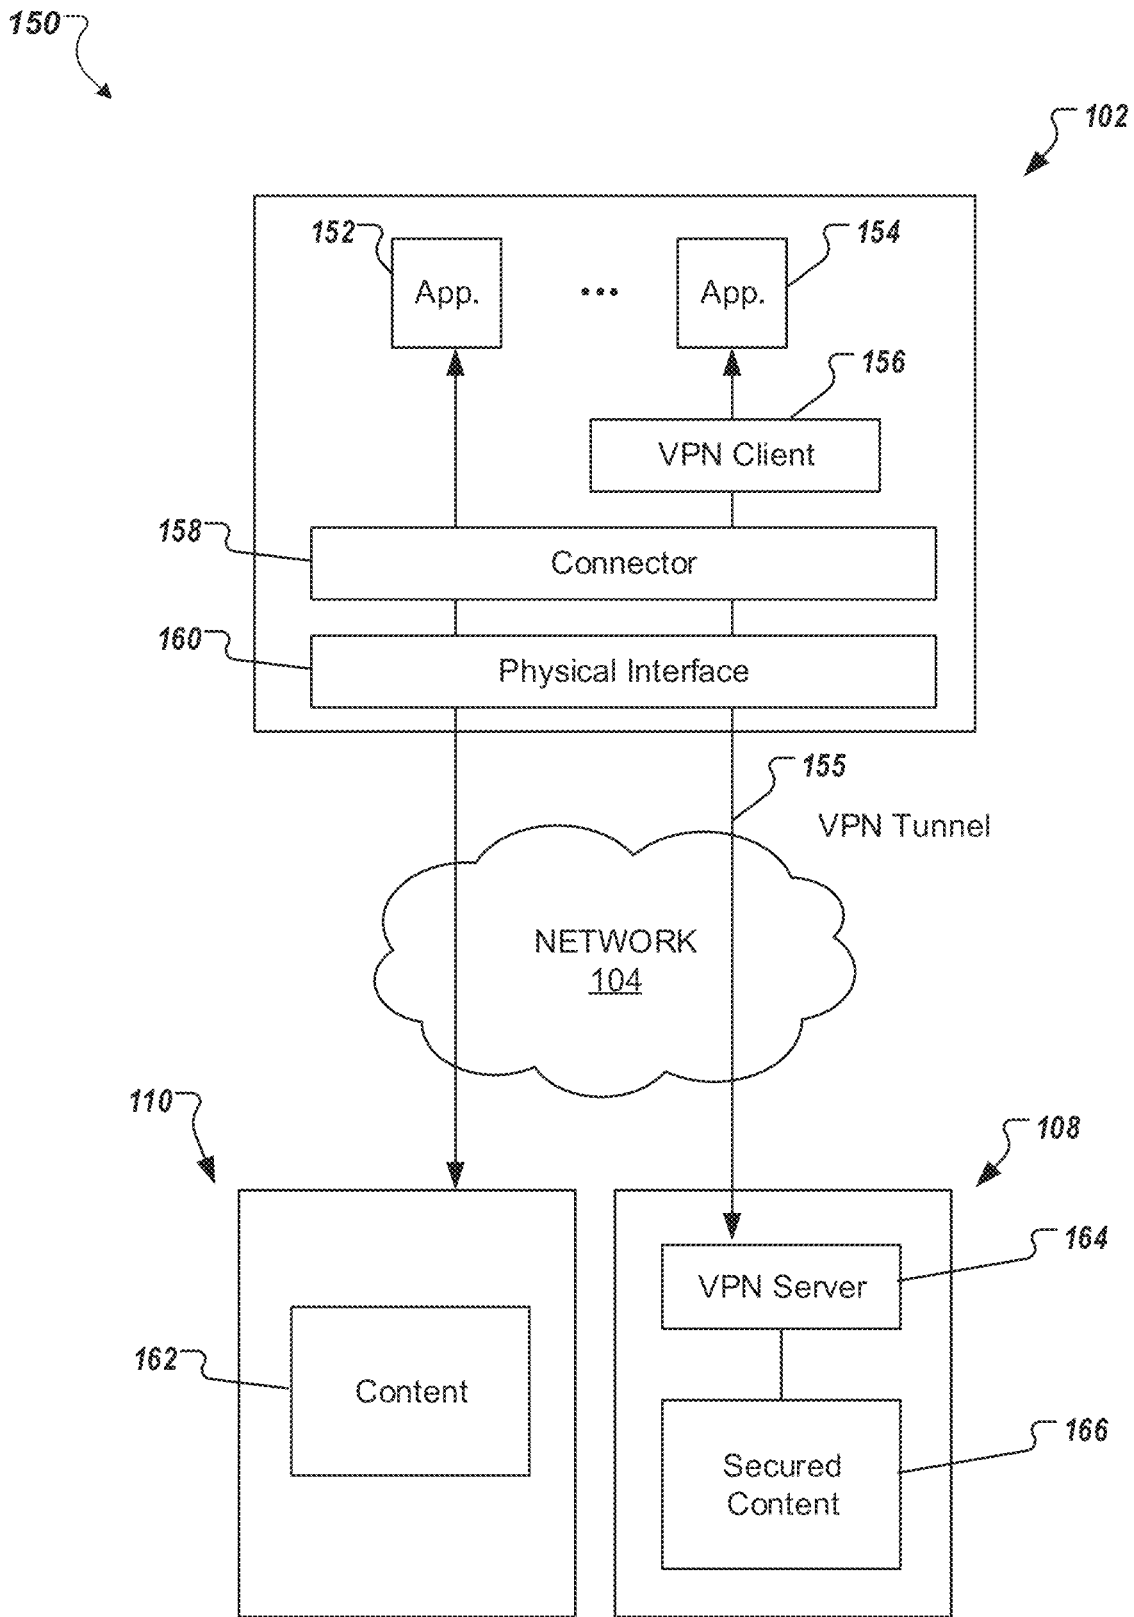 150
102
152
154
App.
...
App.
156
VPN Client
158
Connector
160
Physical Interface
155
VPN Tunnel
NETWORK
104
110
108
164
VPN Server
162
Content
166
Secured
Content